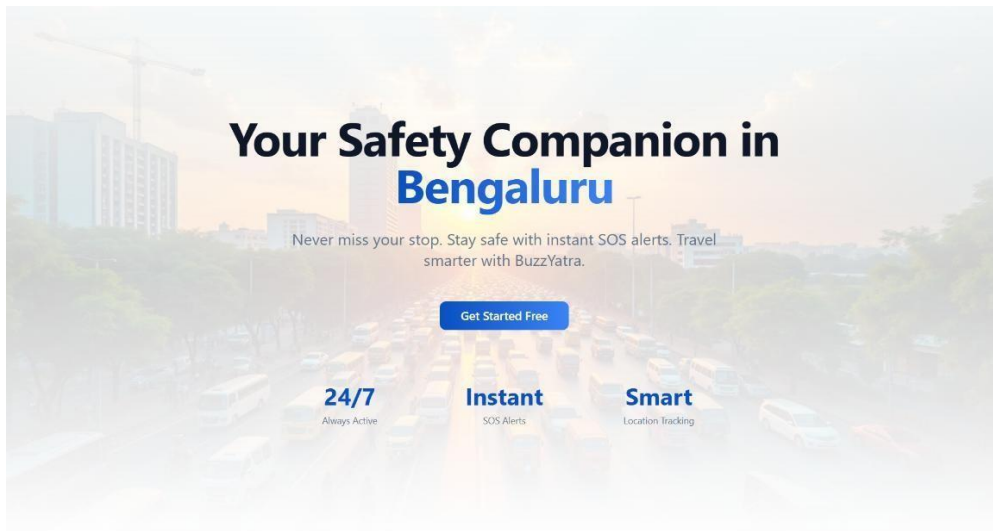 Your Safety Companion in
Bengaluru
Never miss your stop. Stay safe with instant SOS alerts. Travel
smarter with BuzzYatra.
Get Started Free
24/7
Instant
Smart
Always Active
SOS Alerts
Location Tracking